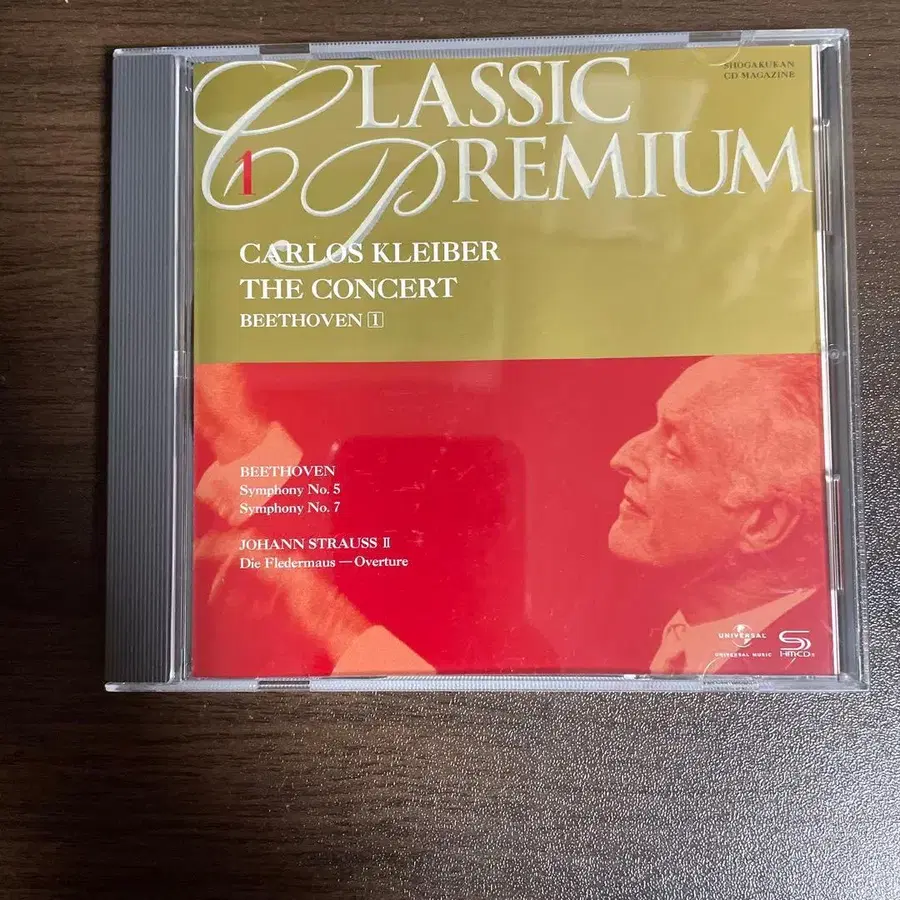 CLASSIC
PREMIUM
SHOGAKUKAN
CD MAGAZINE
1
CARLOS KLEIBER
THE CONCERT
BEETHOVEN 1
BEETHOVEN
Symphony No. 5
Symphony No. 7
JOHANN STRAUSS II
Die Fledermaus — Overture
UNIVERSAL
UNIVERSAL MUSIC
HM-CD